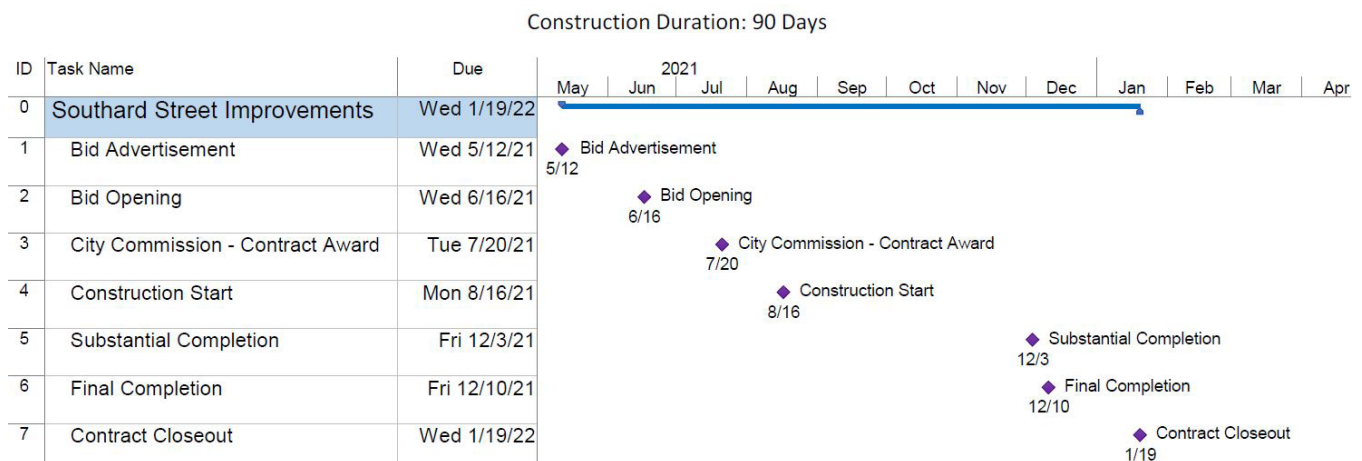 Construction Duration: 90 Days
ID Task Name Due 2021
May Jun Jul Aug Sep Oct Nov Dec Jan Feb Mar Apr
0 Southard Street Improvements Wed 1/19/22
1 Bid Advertisement Wed 5/12/21 Bid Advertisement
5/12
2 Bid Opening Wed 6/16/21 Bid Opening
6/16
3 City Commission - Contract Award Tue 7/20/21 City Commission - Contract Award
7/20
4 Construction Start Mon 8/16/21 Construction Start
8/16
5 Substantial Completion Fri 12/3/21 Substantial Completion
12/3
6 Final Completion Fri 12/10/21 Final Completion
12/10
7 Contract Closeout Wed 1/19/22 Contract Closeout
1/19